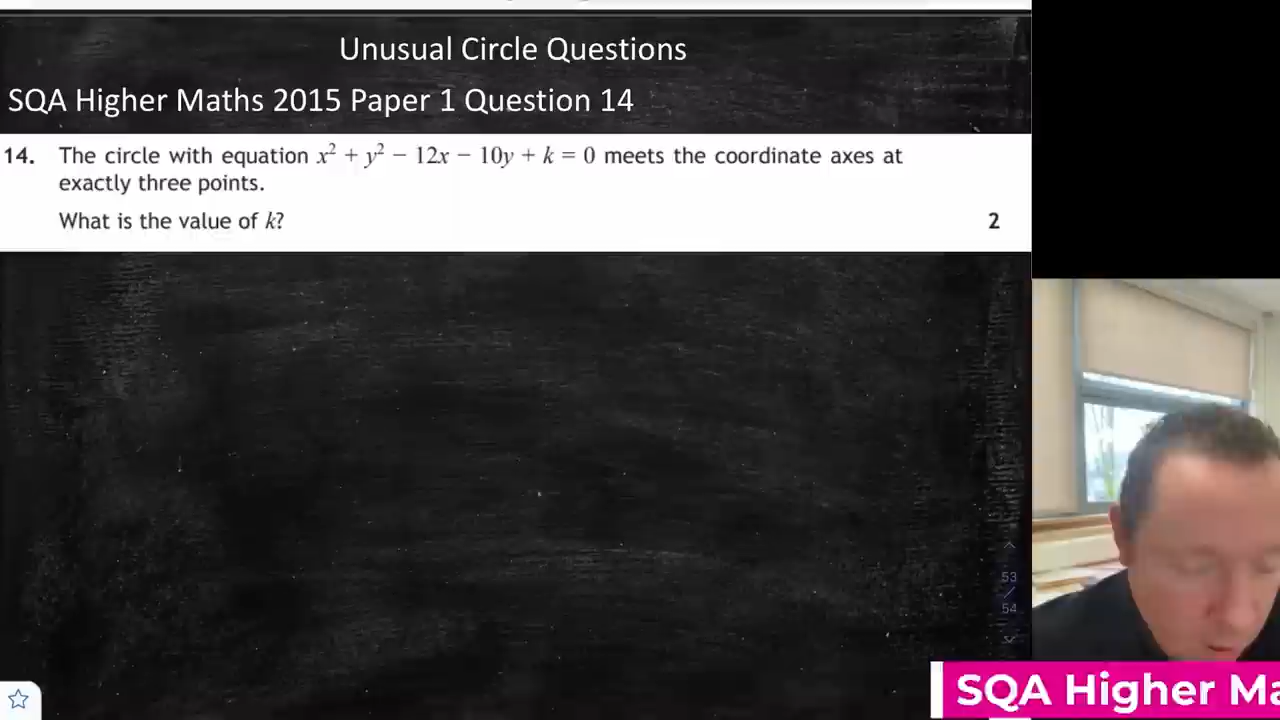 Unusual Circle Questions
SQA Higher Maths 2015 Paper 1 Question 14
14. The circle with equation x² + y² − 12x − 10y + k = 0 meets the coordinate axes at
exactly three points.
What is the value of k? 2
53
/
54
SQA Higher Ma